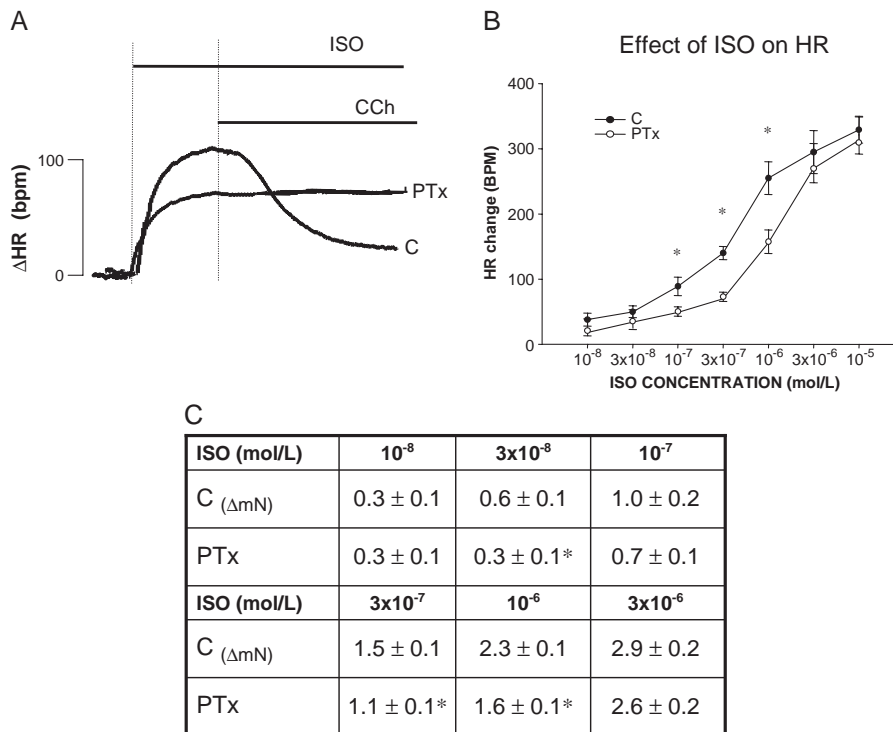 A
ISO
CCh
100
0
ΔHR (bpm)
PTx
C
B
Effect of ISO on HR
400
300
200
100
0
HR change (BPM)
C
PTx
*
*
*
10⁻⁸ 3x10⁻⁸ 10⁻⁷ 3x10⁻⁷ 10⁻⁶ 3x10⁻⁶ 10⁻⁵
ISO CONCENTRATION (mol/L)
C
ISO (mol/L) 10⁻⁸ 3x10⁻⁸ 10⁻⁷
C (ΔmN) 0.3 ± 0.1 0.6 ± 0.1 1.0 ± 0.2
PTx 0.3 ± 0.1 0.3 ± 0.1* 0.7 ± 0.1
ISO (mol/L) 3x10⁻⁷ 10⁻⁶ 3x10⁻⁶
C (ΔmN) 1.5 ± 0.1 2.3 ± 0.1 2.9 ± 0.2
PTx 1.1 ± 0.1* 1.6 ± 0.1* 2.6 ± 0.2